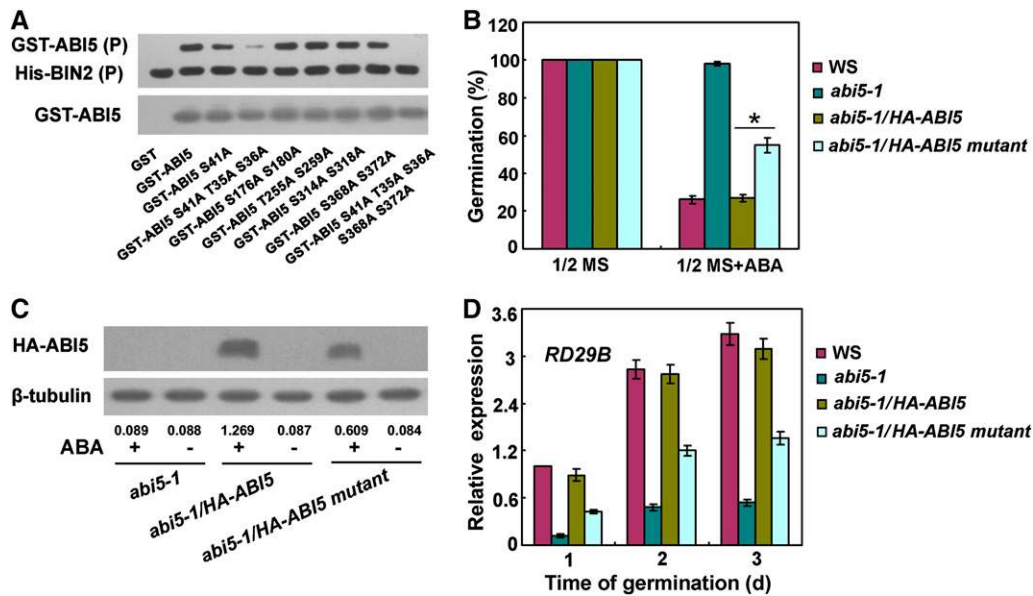 A
GST-ABI5 (P)
His-BIN2 (P)
GST-ABI5
GST
GST-ABI5
GST-ABI5 S41A
GST-ABI5 S41A T35A S36A
GST-ABI5 S176A S180A
GST-ABI5 T255A S259A
GST-ABI5 S314A S318A
GST-ABI5 S368A S372A
GST-ABI5 S41A T35A S36A
S368A S372A
B
120
100
80
60
40
20
0
Germination (%)
*
1/2 MS
1/2 MS+ABA
WS
abi5-1
abi5-1/HA-ABI5
abi5-1/HA-ABI5 mutant
C
HA-ABI5
β-tubulin
0.089 0.088 1.269 0.087 0.609 0.084
ABA + - + - + -
abi5-1
abi5-1/HA-ABI5
abi5-1/HA-ABI5 mutant
D
3.6
3
2.4
1.2
0.6
0
Relative expression
RD29B
1 2 3
Time of germination (d)
WS
abi5-1
abi5-1/HA-ABI5
abi5-1/HA-ABI5 mutant